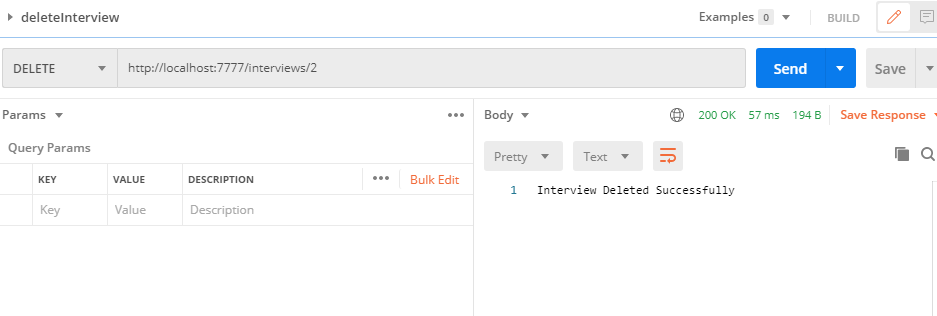 deleteInterview Examples 0 BUILD
DELETE http://localhost:7777/interviews/2 Send Save
Params Body 200 OK 57 ms 194 B Save Response
Query Params
Pretty Text
KEY VALUE DESCRIPTION Bulk Edit
1 Interview Deleted Successfully
Key Value Description